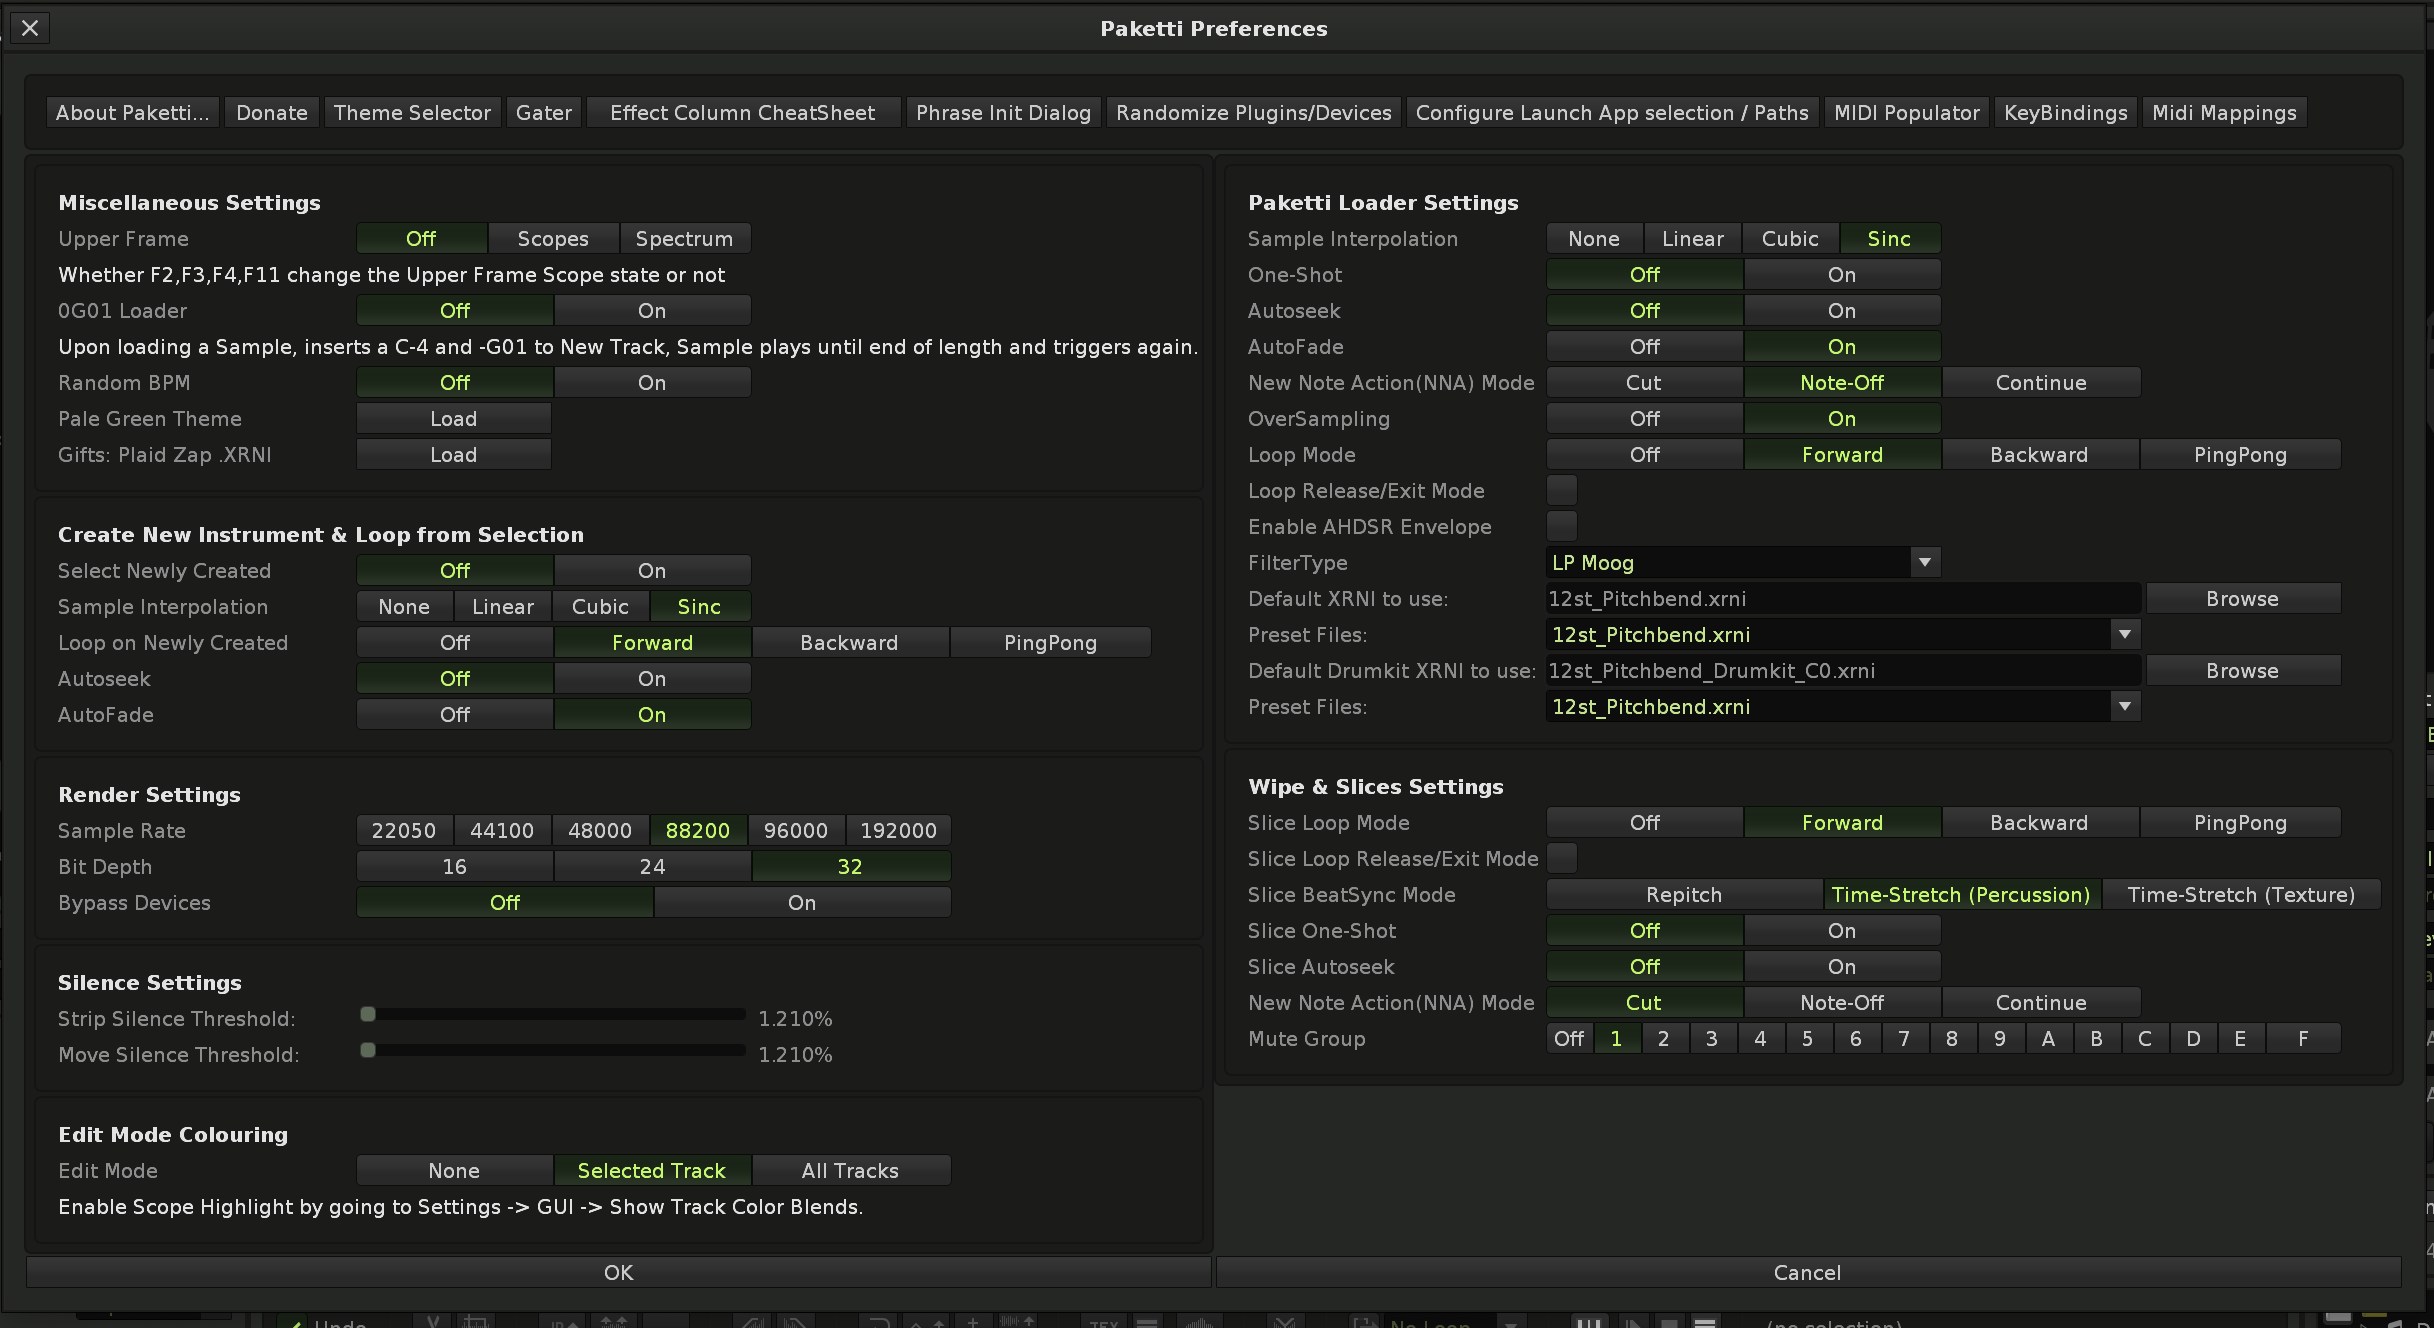 Paketti Preferences
About Paketti... Donate Theme Selector Gater Effect Column CheatSheet Phrase Init Dialog Randomize Plugins/Devices Configure Launch App selection / Paths MIDI Populator KeyBindings Midi Mappings
Miscellaneous Settings
Upper Frame Off Scopes Spectrum
Whether F2,F3,F4,F11 change the Upper Frame Scope state or not
0G01 Loader Off On
Upon loading a Sample, inserts a C-4 and -G01 to New Track, Sample plays until end of length and triggers again.
Random BPM Off On
Pale Green Theme Load
Gifts: Plaid Zap .XRNI Load
Create New Instrument & Loop from Selection
Select Newly Created Off On
Sample Interpolation None Linear Cubic Sinc
Loop on Newly Created Off Forward Backward PingPong
Autoseek Off On
AutoFade Off On
Render Settings
Sample Rate 22050 44100 48000 88200 96000 192000
Bit Depth 16 24 32
Bypass Devices Off On
Silence Settings
Strip Silence Threshold: 1.210%
Move Silence Threshold: 1.210%
Edit Mode Colouring
Edit Mode None Selected Track All Tracks
Enable Scope Highlight by going to Settings -> GUI -> Show Track Color Blends.
Paketti Loader Settings
Sample Interpolation None Linear Cubic Sinc
One-Shot Off On
Autoseek Off On
AutoFade Off On
New Note Action(NNA) Mode Cut Note-Off Continue
OverSampling Off On
Loop Mode Off Forward Backward PingPong
Loop Release/Exit Mode
Enable AHDSR Envelope
FilterType LP Moog
Default XRNI to use: 12st_Pitchbend.xrni Browse
Preset Files: 12st_Pitchbend.xrni
Default Drumkit XRNI to use: 12st_Pitchbend_Drumkit_C0.xrni Browse
Preset Files: 12st_Pitchbend.xrni
Wipe & Slices Settings
Slice Loop Mode Off Forward Backward PingPong
Slice Loop Release/Exit Mode
Slice BeatSync Mode Repitch Time-Stretch (Percussion) Time-Stretch (Texture)
Slice One-Shot Off On
Slice Autoseek Off On
New Note Action(NNA) Mode Cut Note-Off Continue
Mute Group Off 1 2 3 4 5 6 7 8 9 A B C D E F
OK Cancel
Undo No Loop (no selection)